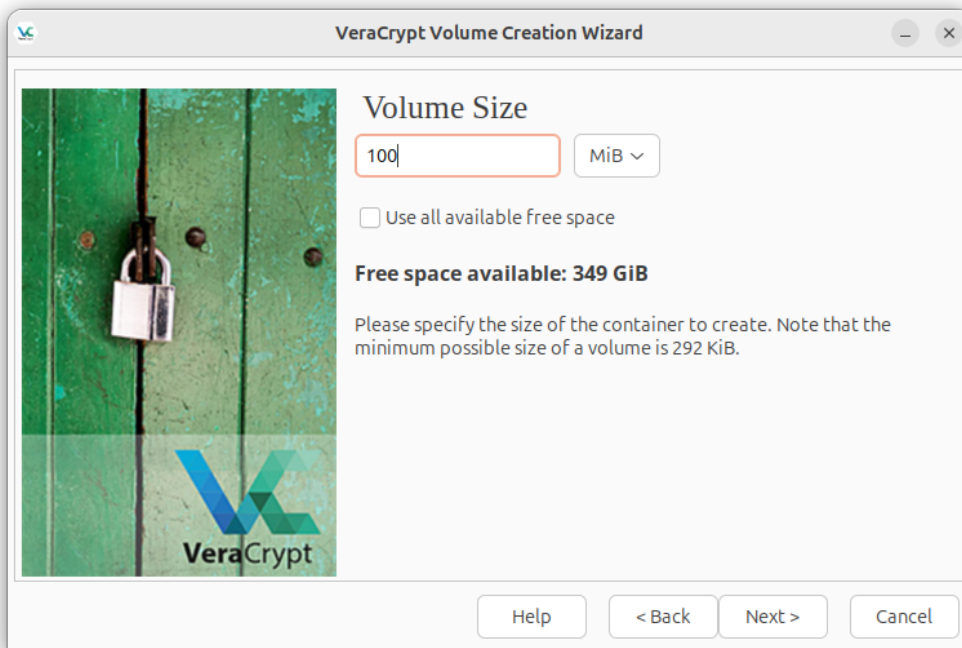 VeraCrypt Volume Creation Wizard
Volume Size
100
MiB
Use all available free space
Free space available: 349 GiB
Please specify the size of the container to create. Note that the
minimum possible size of a volume is 292 KiB.
VeraCrypt
Help
< Back
Next >
Cancel